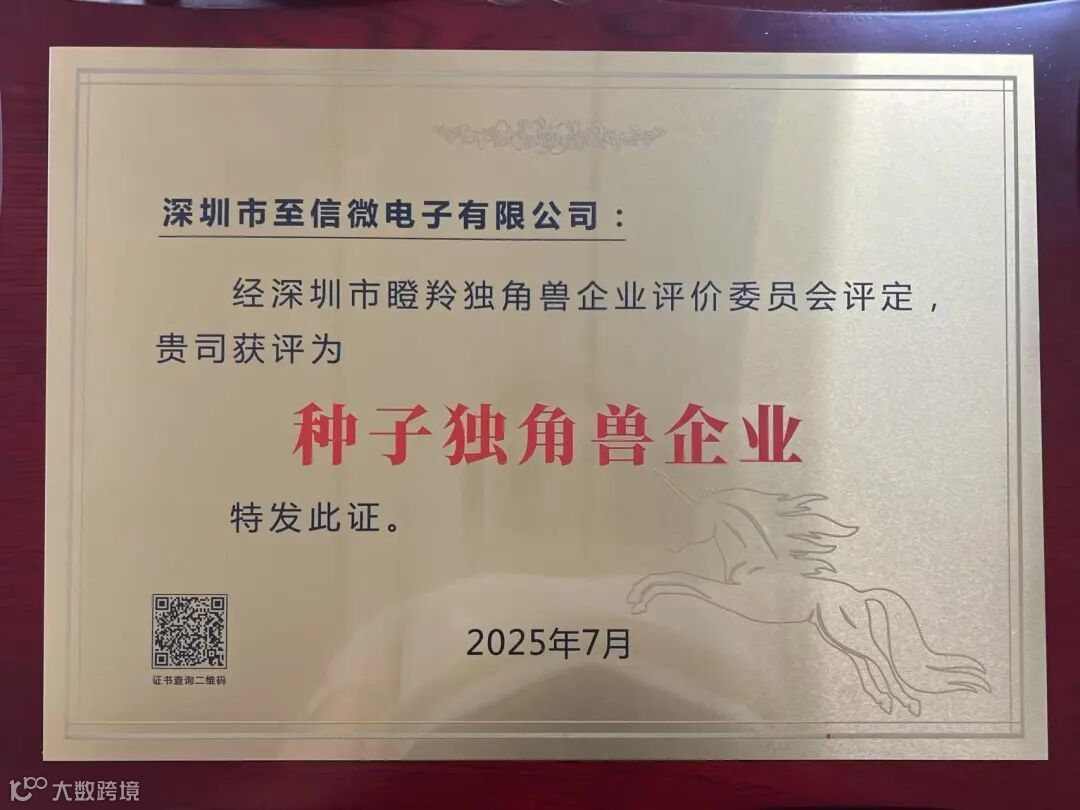 深圳市至信微电子有限公司：
经深圳市瞪羚独角兽企业评价委员会评定，
贵司获评为
种子独角兽企业
特发此证。
2025年7月
证书查询二维码
大数跨境